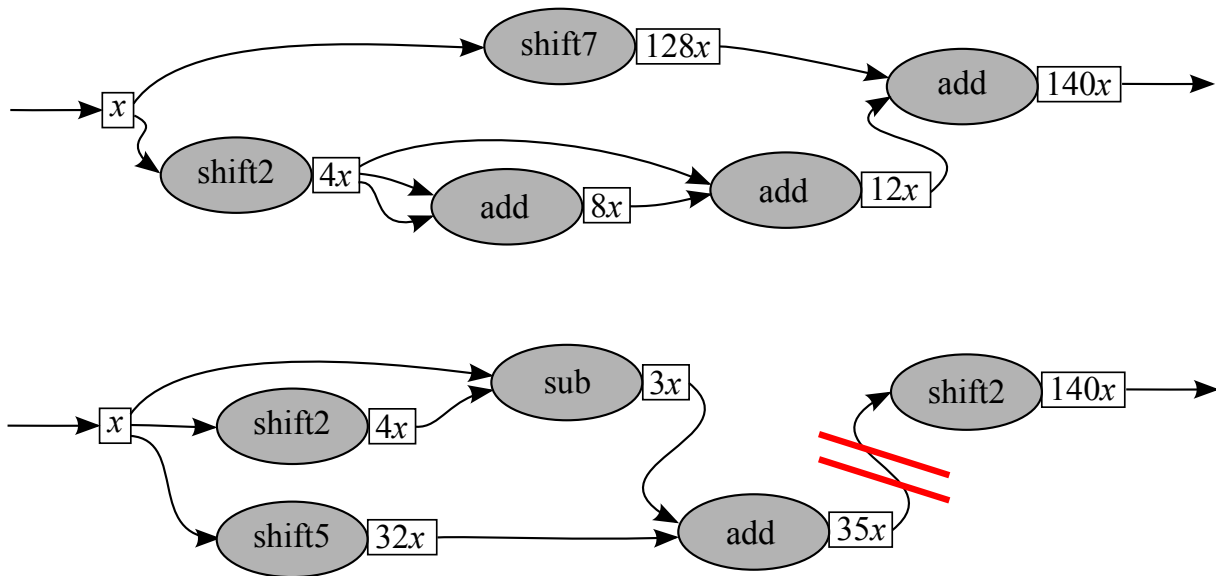 shift7 128x
add 140x
x
shift2 4x
add 8x
add 12x
sub 3x
shift2 140x
x
shift2 4x
shift5 32x
add 35x